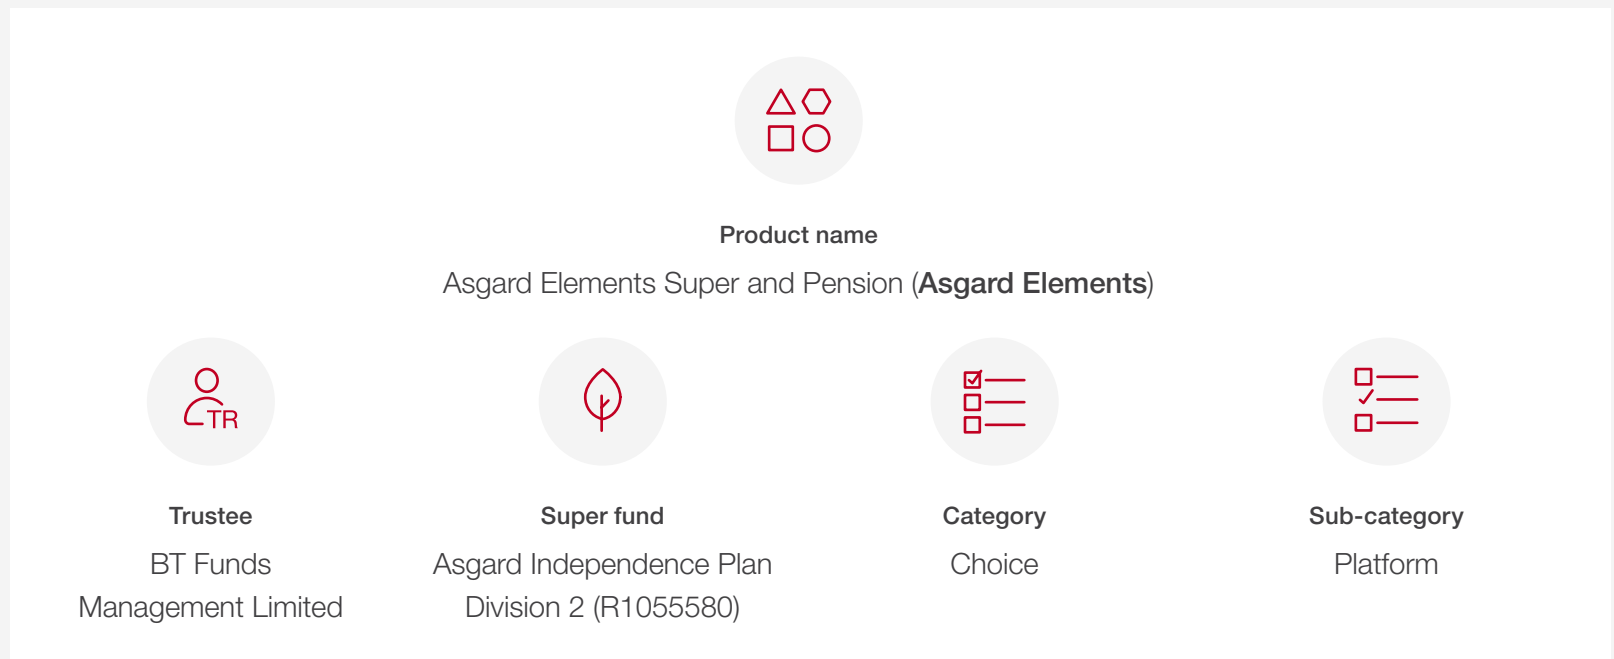 Product name
Asgard Elements Super and Pension (Asgard Elements)
TR
Trustee
BT Funds
Management Limited
Super fund
Asgard Independence Plan
Division 2 (R1055580)
Category
Choice
Sub-category
Platform